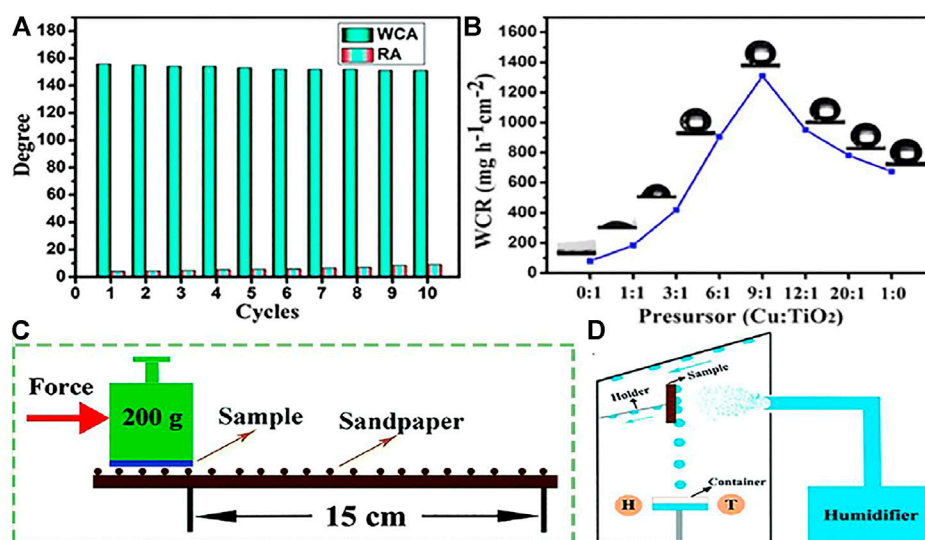 A
WCA
RA
Degree
180
160
140
120
100
80
60
40
20
0
0 1 2 3 4 5 6 7 8 9 10
Cycles
B
WCR (mg h⁻¹cm⁻²)
1600
1400
1200
1000
800
600
400
200
0
0:1 1:1 3:1 6:1 9:1 12:1 20:1 1:0
Presursor (Cu:TiO₂)
C
Force
200 g
Sample
Sandpaper
15 cm
D
Sample
Holder
Container
H
T
Humidifier